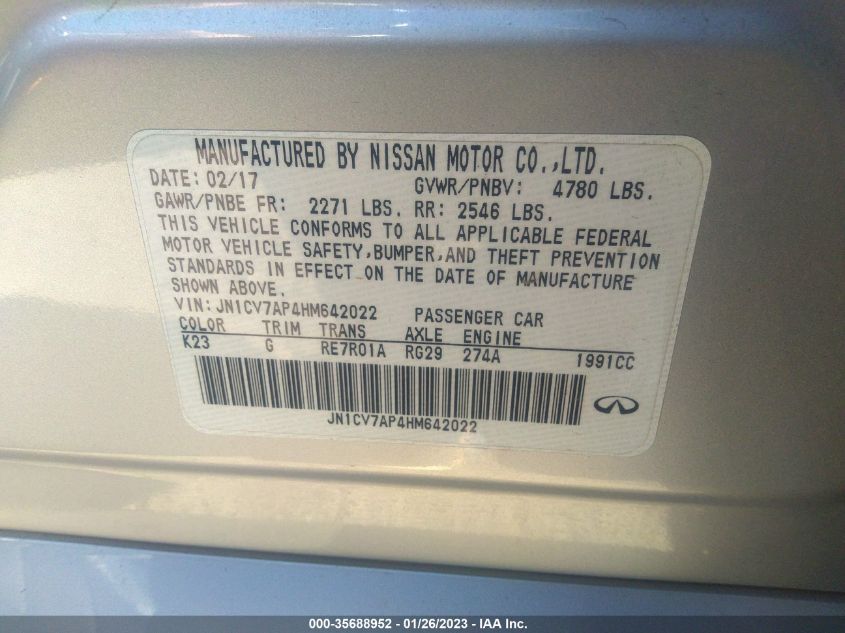 MANUFACTURED BY NISSAN MOTOR CO.,LTD.
DATE: 02/17 GVWR/PNBV: 4780 LBS.
GAWR/PNBE FR: 2271 LBS. RR: 2546 LBS.
THIS VEHICLE CONFORMS TO ALL APPLICABLE FEDERAL
MOTOR VEHICLE SAFETY,BUMPER,AND THEFT PREVENTION
STANDARDS IN EFFECT ON THE DATE OF MANUFACTURE
SHOWN ABOVE.
VIN: JN1CV7AP4HM642022 PASSENGER CAR
COLOR TRIM TRANS AXLE ENGINE
K23 G RE7R01A RG29 274A 1991CC
JN1CV7AP4HM642022
000-35688952 - 01/26/2023 - IAA Inc.